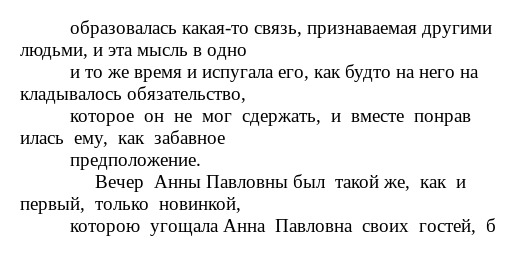 образовалась какая-то связь, признаваемая другими
людьми, и эта мысль в одно
и то же время и испугала его, как будто на него на
кладывалось обязательство,
которое он не мог сдержать, и вместе понрав
илась ему, как забавное
предположение.
Вечер Анны Павловны был такой же, как и
первый, только новинкой,
которою угощала Анна Павловна своих гостей, б